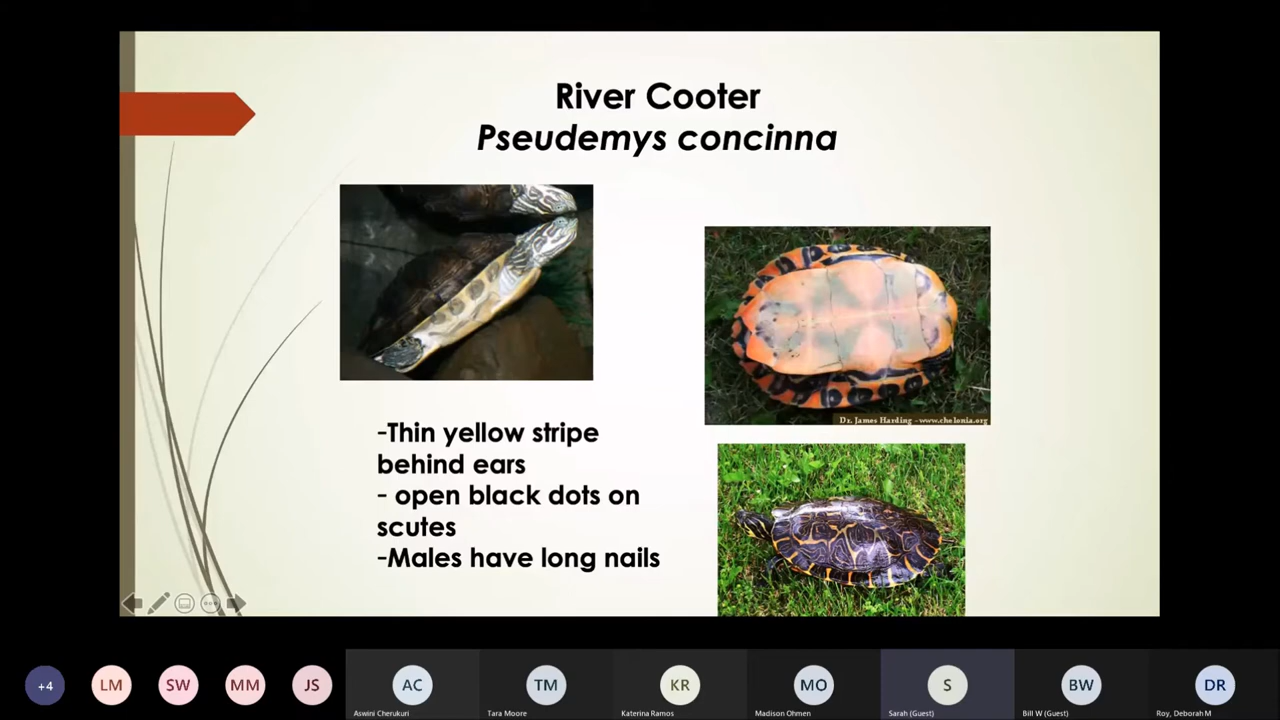 River Cooter
Pseudemys concinna
Dr. James Harding - www.chelonia.org
-Thin yellow stripe
behind ears
- open black dots on
scutes
-Males have long nails
+4
LM
SW
MM
JS
AC
TM
KR
MO
S
BW
DR
Aswini Cherukuri
Tara Moore
Katerina Ramos
Madison Ohmen
Sarah (Guest)
Bill W (Guest)
Roy, Deborah M